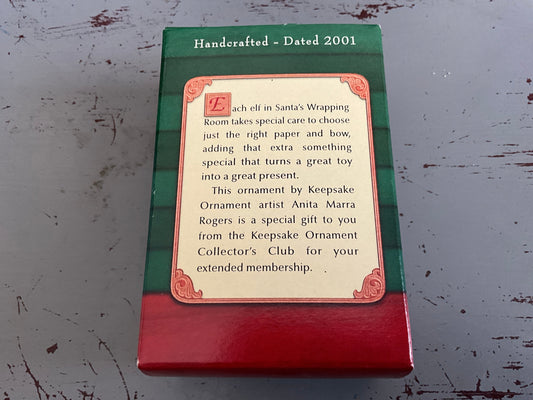 Handcrafted - Dated 2001
Each elf in Santa's Wrapping
Room takes special care to choose
just the right paper and bow,
adding that extra something
special that turns a great toy
into a great present.
This ornament by Keepsake
Ornament artist Anita Marra
Rogers is a special gift to you
from the Keepsake Ornament
Collector's Club for your
extended membership.